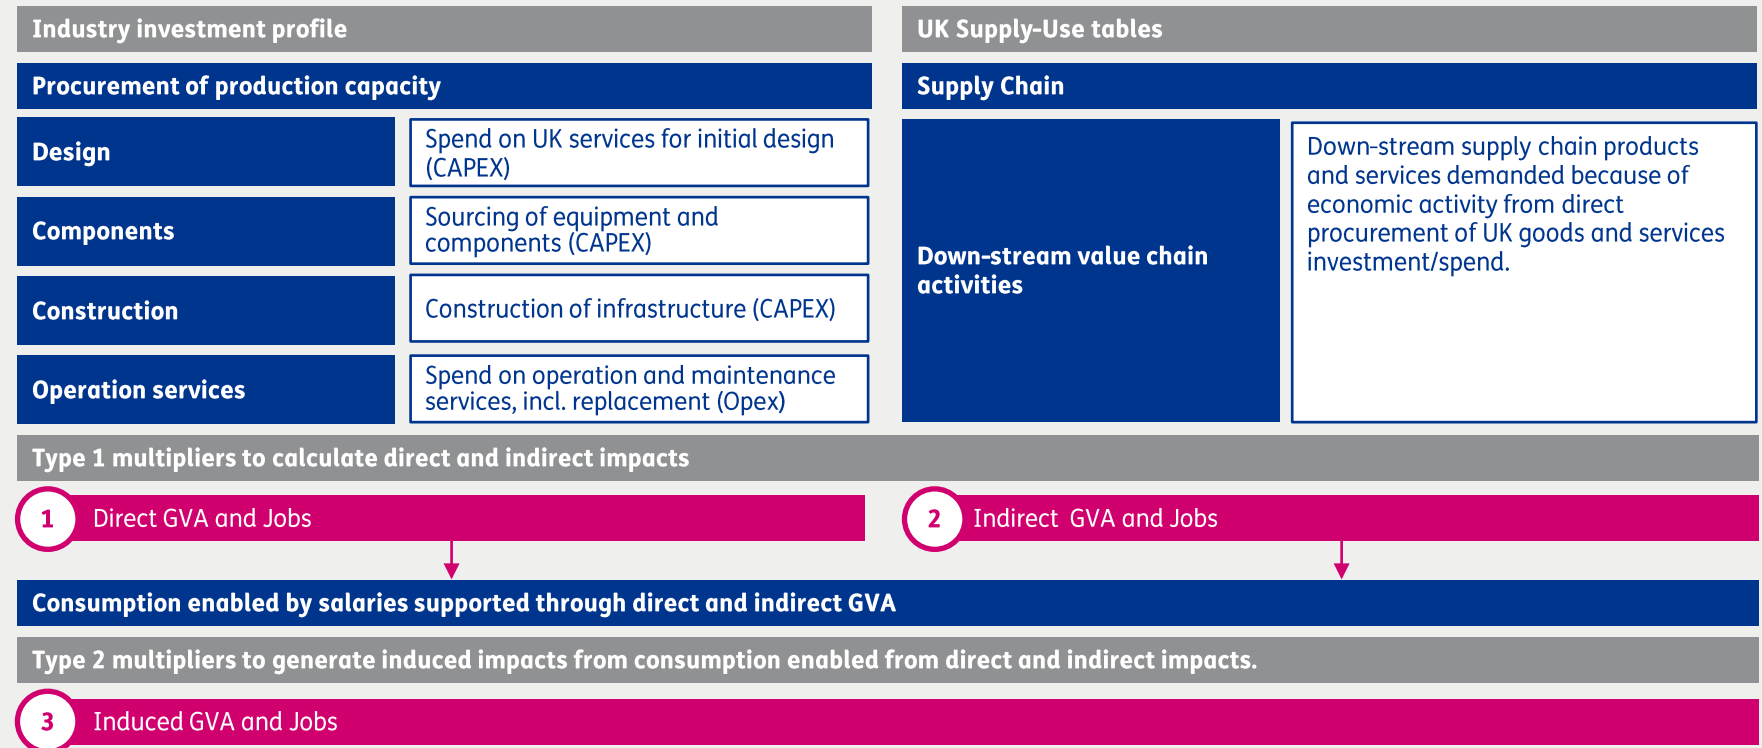 Industry investment profile
UK Supply-Use tables
Procurement of production capacity
Supply Chain
Design
Spend on UK services for initial design
(CAPEX)
Components
Sourcing of equipment and
components (CAPEX)
Construction
Construction of infrastructure (CAPEX)
Operation services
Spend on operation and maintenance
services, incl. replacement (Opex)
Down-stream value chain
activities
Down-stream supply chain products
and services demanded because of
economic activity from direct
procurement of UK goods and services
investment/spend.
Type 1 multipliers to calculate direct and indirect impacts
1 Direct GVA and Jobs
2 Indirect GVA and Jobs
Consumption enabled by salaries supported through direct and indirect GVA
Type 2 multipliers to generate induced impacts from consumption enabled from direct and indirect impacts.
3 Induced GVA and Jobs